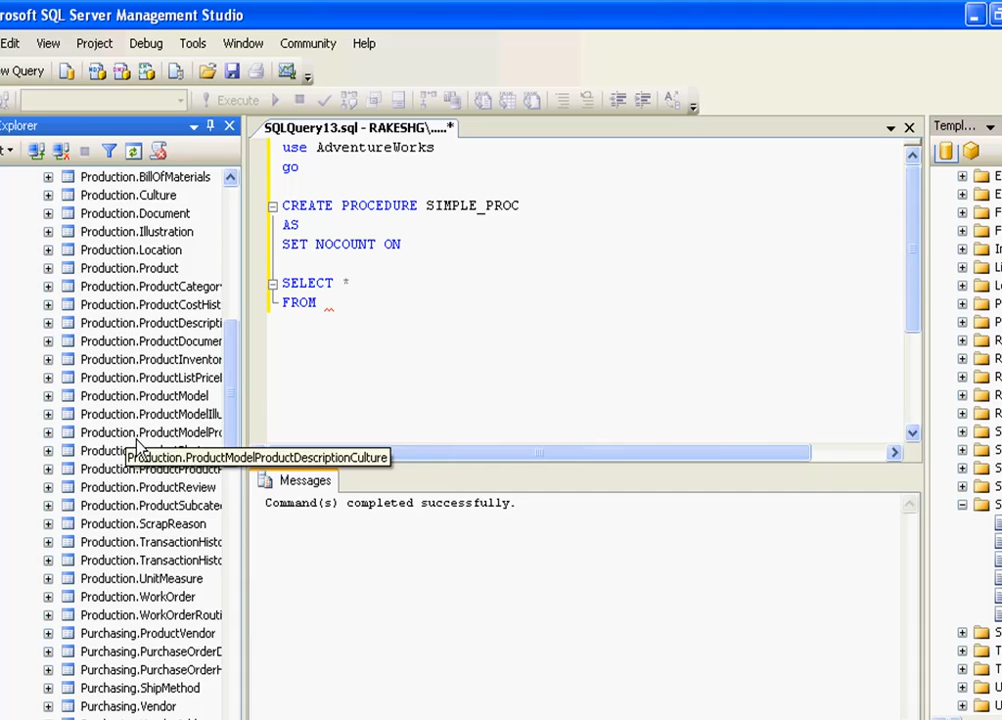 rosoft SQL Server Management Studio
Edit View Project Debug Tools Window Community Help
w Query
Execute
Explorer
SQLQuery13.sql - RAKESHG\.....*
Templ...
Production.BillOfMaterials
Production.Culture
Production.Document
Production.Illustration
Production.Location
Production.Product
Production.ProductCategor
Production.ProductCostHist
Production.ProductDescripti
Production.ProductDocumer
Production.ProductInventor
Production.ProductListPriceI
Production.ProductModel
Production.ProductModelIllu
Production.ProductModelPro
Production.ProductModelProductDescriptionCulture
Production.ProductReview
Production.ProductSubcate
Production.ScrapReason
Production.TransactionHisto
Production.TransactionHisto
Production.UnitMeasure
Production.WorkOrder
Production.WorkOrderRouti
Purchasing.ProductVendor
Purchasing.PurchaseOrderD
Purchasing.PurchaseOrderH
Purchasing.ShipMethod
Purchasing.Vendor
use AdventureWorks
go
CREATE PROCEDURE SIMPLE_PROC
AS
SET NOCOUNT ON
SELECT *
FROM
Messages
Command(s) completed successfully.